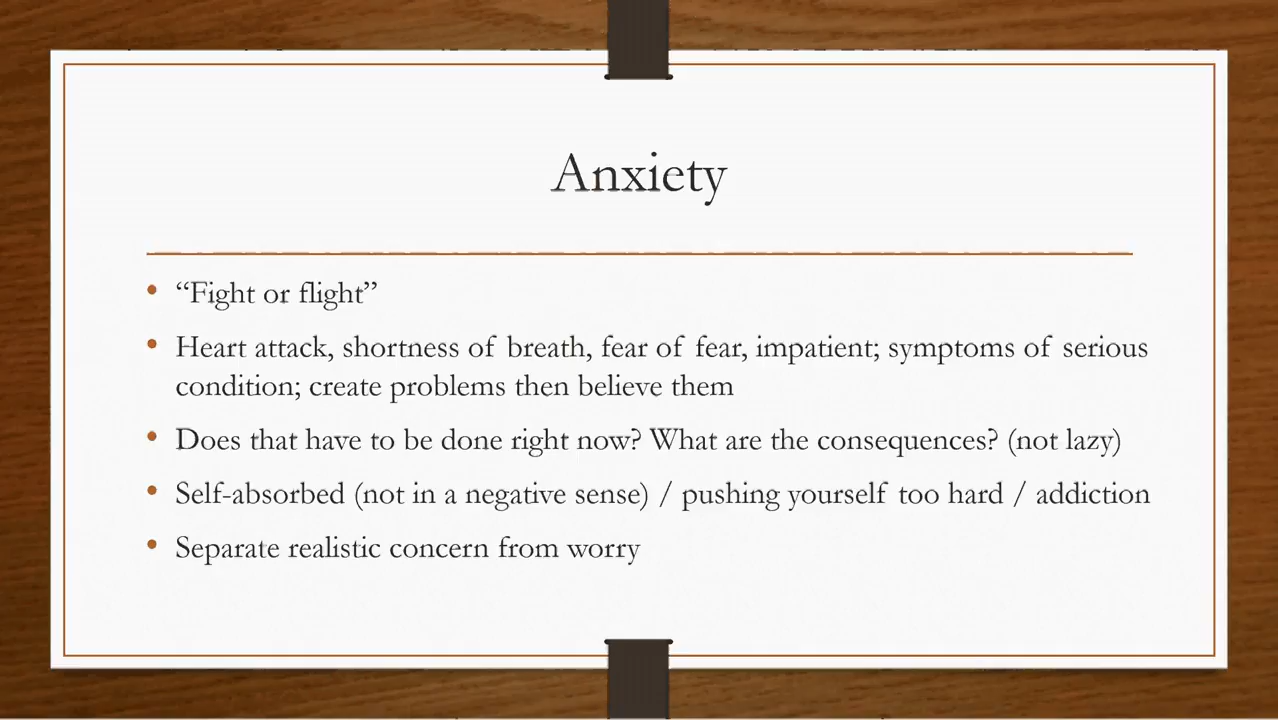 Anxiety
• “Fight or flight”
• Heart attack, shortness of breath, fear of fear, impatient; symptoms of serious
condition; create problems then believe them
• Does that have to be done right now? What are the consequences? (not lazy)
• Self-absorbed (not in a negative sense) / pushing yourself too hard / addiction
• Separate realistic concern from worry